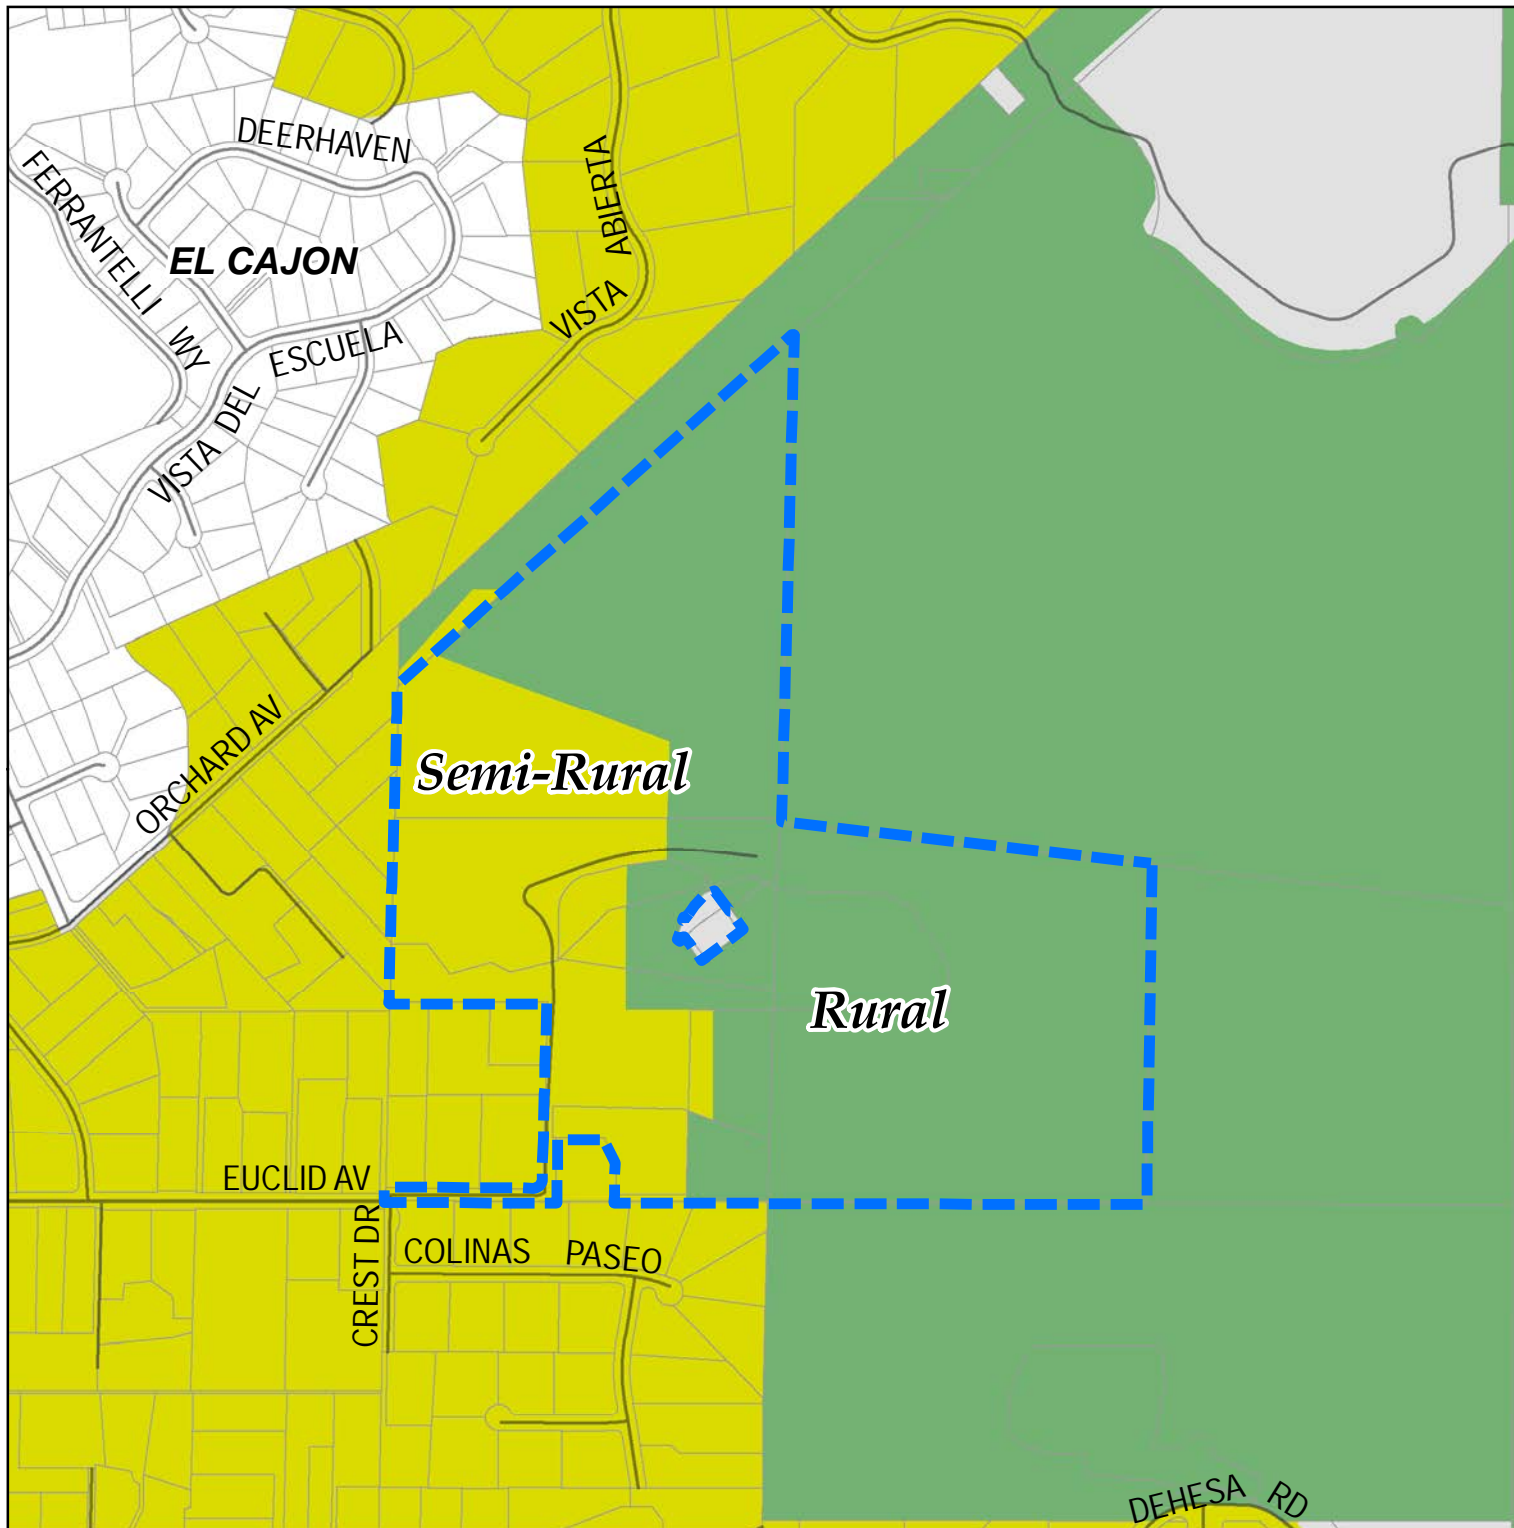 DEERHAVEN
FERRANTELLI WY
EL CAJON
VISTA ABIERTA
VISTA DEL ESCUELA
ORCHARD AV
Semi-Rural
Rural
EUCLID AV
CREST DR
COLINAS PASEO
DEHESA RD